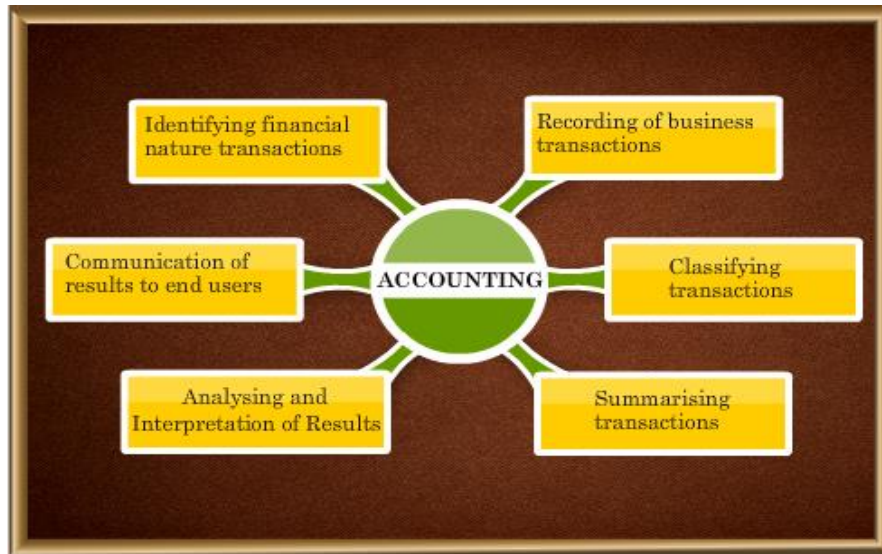 Identifying financial
nature transactions
Recording of business
transactions
Communication of
results to end users
ACCOUNTING
Classifying
transactions
Analysing and
Interpretation of Results
Summarising
transactions